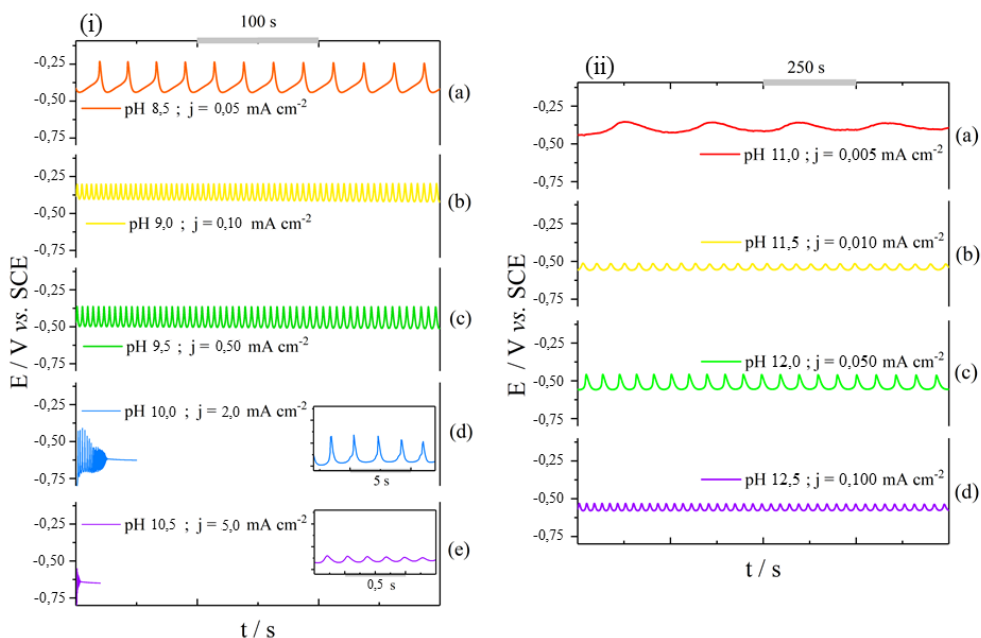 (i)
100 s
-0,25
-0,50
-0,75
pH 8,5 ; j = 0,05 mA cm-2
(a)
-0,25
-0,50
-0,75
pH 9,0 ; j = 0,10 mA cm-2
(b)
-0,25
-0,50
-0,75
pH 9,5 ; j = 0,50 mA cm-2
(c)
-0,25
-0,50
-0,75
pH 10,0 ; j = 2,0 mA cm-2
5 s
(d)
-0,25
-0,50
-0,75
pH 10,5 ; j = 5,0 mA cm-2
0,5 s
(e)
E / V vs. SCE
t / s
(ii)
250 s
-0,25
-0,50
-0,75
pH 11,0 ; j = 0,005 mA cm-2
(a)
-0,25
-0,50
-0,75
pH 11,5 ; j = 0,010 mA cm-2
(b)
-0,25
-0,50
-0,75
pH 12,0 ; j = 0,050 mA cm-2
(c)
-0,25
-0,50
-0,75
pH 12,5 ; j = 0,100 mA cm-2
(d)
E / V vs. SCE
t / s